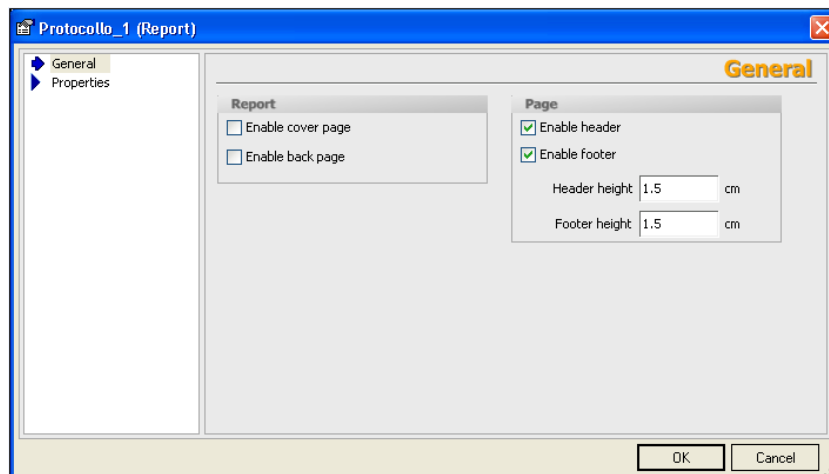 Protocollo_1 (Report)
General
Properties
General
Report
Enable cover page
Enable back page
Page
Enable header
Enable footer
Header height 1.5 cm
Footer height 1.5 cm
OK Cancel